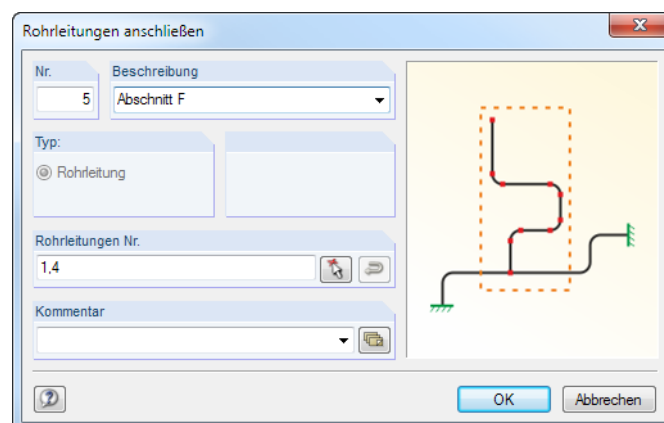 Rohrleitungen anschließen
Nr.
Beschreibung
5
Abschnitt F
Typ:
Rohrleitung
Rohrleitungen Nr.
1,4
Kommentar
OK
Abbrechen